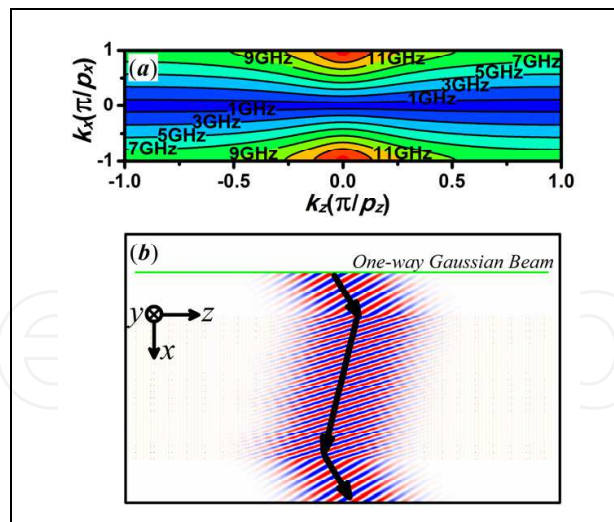 (a)
kx(π/px)
1
0
-1
9GHz
11GHz
7GHz
5GHz
3GHz
1GHz
1GHz
3GHz
5GHz
7GHz
9GHz
11GHz
-1.0
-0.5
0.0
0.5
1.0
kz(π/pz)
(b)
One-way Gaussian Beam
y
z
x